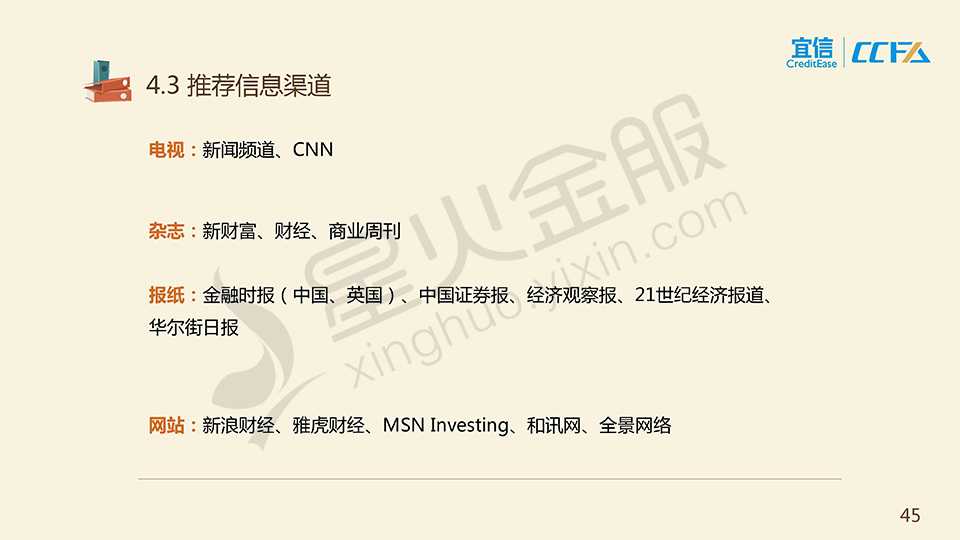 宜信
CreditEase
CCFA
4.3 推荐信息渠道
电视：新闻频道、CNN
杂志：新财富、财经、商业周刊
报纸：金融时报（中国、英国）、中国证券报、经济观察报、21世纪经济报道、
华尔街日报
网站：新浪财经、雅虎财经、MSN Investing、和讯网、全景网络
星火金服
xinghuo.yixin.com
45